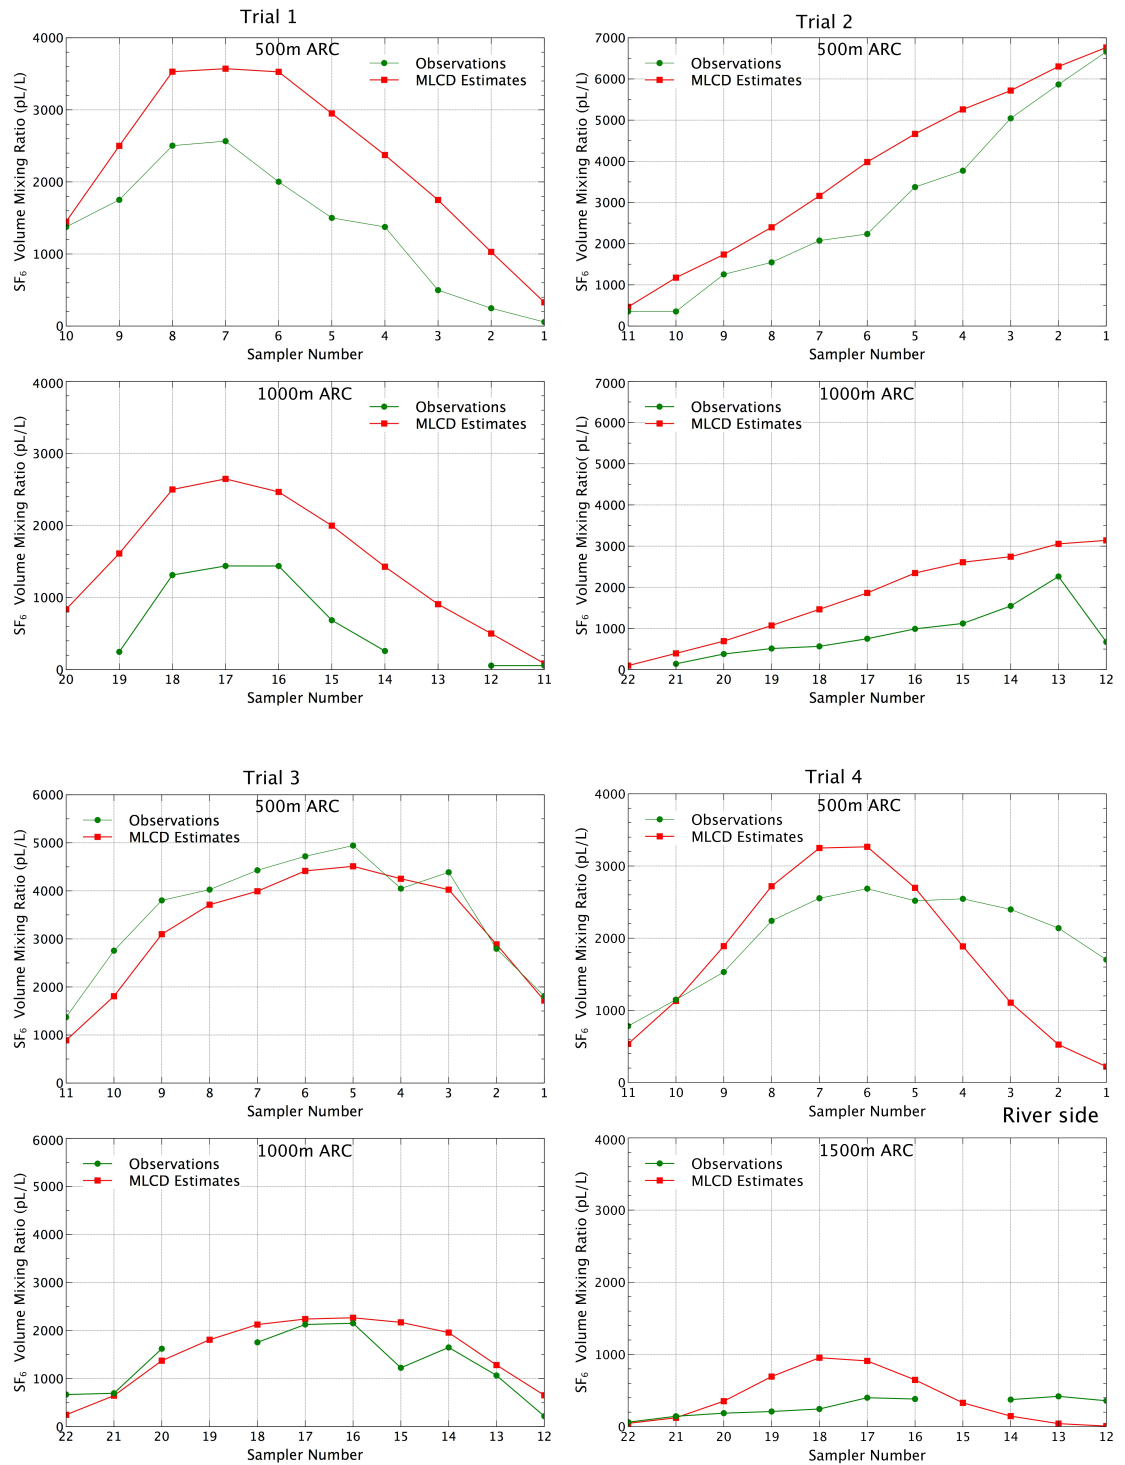 Trial 1
500m ARC
Observations
MLCD Estimates
SF6 Volume Mixing Ratio (pL/L)
4000
3000
2000
1000
0
10 9 8 7 6 5 4 3 2 1
Sampler Number
1000m ARC
Observations
MLCD Estimates
SF6 Volume Mixing Ratio (pL/L)
4000
3000
2000
1000
0
20 19 18 17 16 15 14 13 12 11
Sampler Number
Trial 2
500m ARC
Observations
MLCD Estimates
SF6 Volume Mixing Ratio (pL/L)
7000
6000
5000
4000
3000
2000
1000
0
11 10 9 8 7 6 5 4 3 2 1
Sampler Number
1000m ARC
Observations
MLCD Estimates
SF6 Volume Mixing Ratio( pL/L)
7000
6000
5000
4000
3000
2000
1000
0
22 21 20 19 18 17 16 15 14 13 12
Sampler Number
Trial 3
500m ARC
Observations
MLCD Estimates
SF6 Volume Mixing Ratio (pL/L)
6000
5000
4000
3000
2000
1000
0
11 10 9 8 7 6 5 4 3 2 1
Sampler Number
1000m ARC
Observations
MLCD Estimates
SF6 Volume Mixing Ratio (pL/L)
6000
5000
4000
3000
2000
1000
0
22 21 20 19 18 17 16 15 14 13 12
Sampler Number
Trial 4
500m ARC
Observations
MLCD Estimates
SF6 Volume Mixing Ratio (pL/L)
4000
3000
2000
1000
0
11 10 9 8 7 6 5 4 3 2 1
Sampler Number
River side
1500m ARC
Observations
MLCD Estimates
SF6 Volume Mixing Ratio (pL/L)
4000
3000
2000
1000
0
22 21 20 19 18 17 16 15 14 13 12
Sampler Number